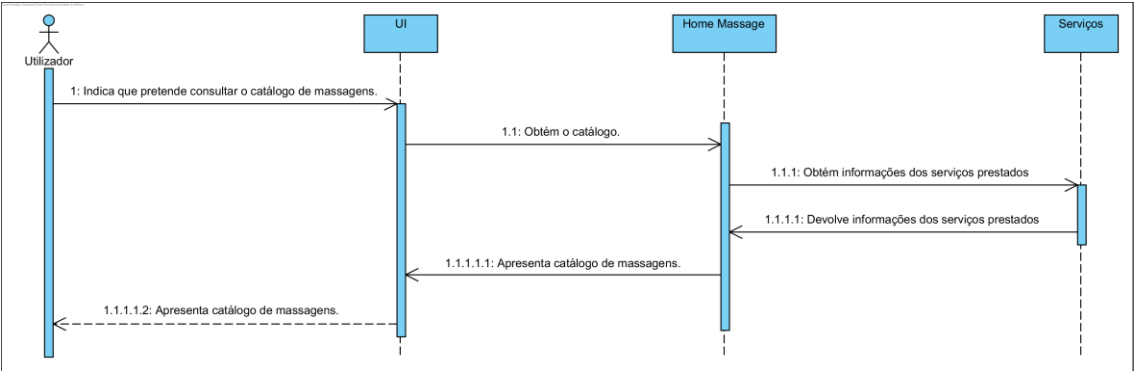 UI
Home Massage
Serviços
Utilizador
1: Indica que pretende consultar o catálogo de massagens.
1.1: Obtém o catálogo.
1.1.1: Obtém informações dos serviços prestados
1.1.1.1: Devolve informações dos serviços prestados
1.1.1.1.1: Apresenta catálogo de massagens.
1.1.1.1.2: Apresenta catálogo de massagens.